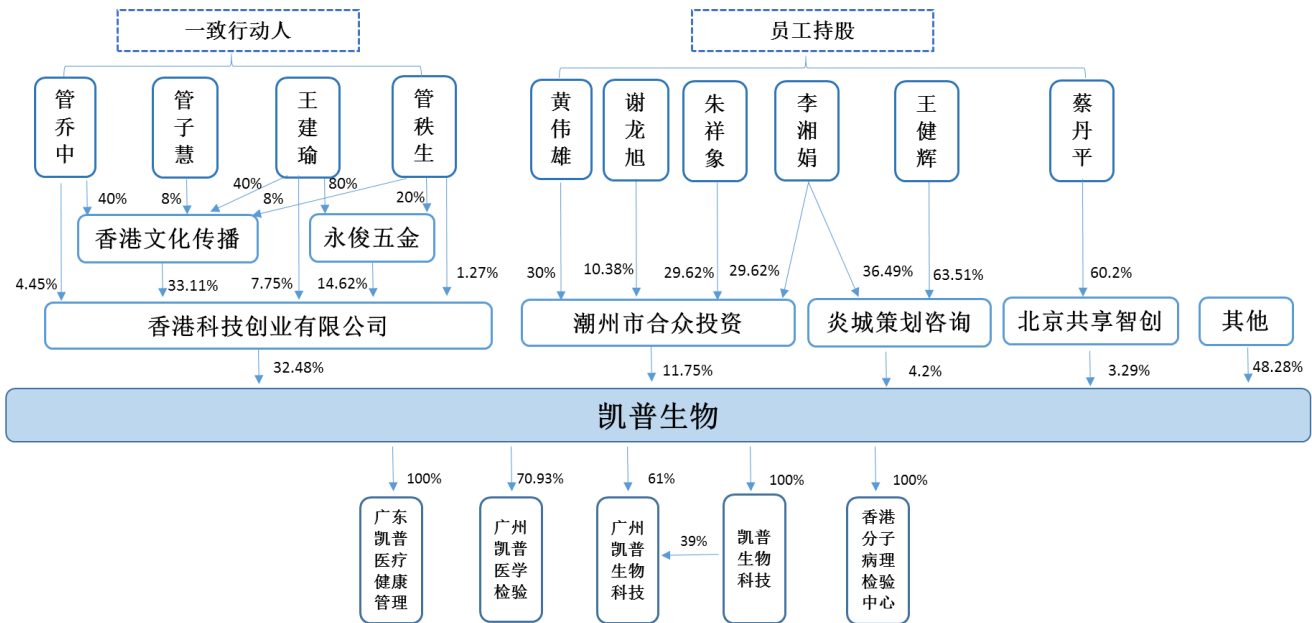 一致行动人
员工持股
管乔中
管子慧
王建瑜
管秩生
黄伟雄
谢龙旭
朱祥象
李湘娟
王健辉
蔡丹平
40%
8%
40%
8%
80%
20%
香港文化传播
永俊五金
4.45%
33.11%
7.75%
14.62%
1.27%
30%
10.38%
29.62%
29.62%
36.49%
63.51%
60.2%
香港科技创业有限公司
潮州市合众投资
炎城策划咨询
北京共享智创
其他
32.48%
11.75%
4.2%
3.29%
48.28%
凯普生物
100%
70.93%
61%
100%
100%
广东
凯普
医疗
健康
管理
广州
凯普
医学
检验
广州
凯普
生物
科技
39%
凯普
生物
科技
香港
分子
病理
检验
中心